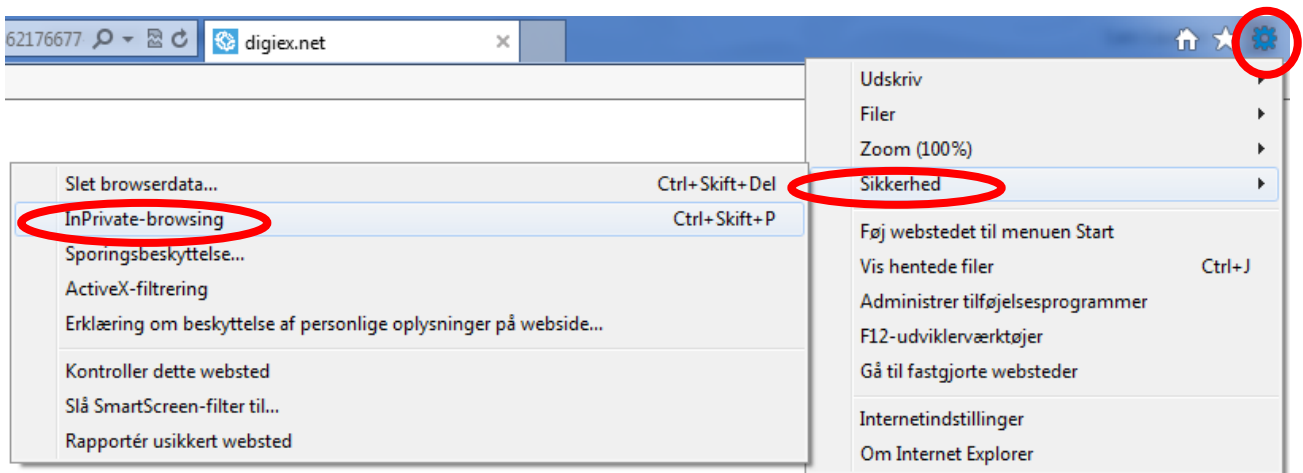 62176677
digiex.net
Udskriv
Filer
Zoom (100%)
Sikkerhed
Føj webstedet til menuen Start
Vis hentede filer Ctrl+J
Administrer tilføjelsesprogrammer
F12-udviklerværktøjer
Gå til fastgjorte websteder
Internetindstillinger
Om Internet Explorer
Slet browserdata... Ctrl+Skift+Del
InPrivate-browsing Ctrl+Skift+P
Sporingsbeskyttelse...
ActiveX-filtrering
Erklæring om beskyttelse af personlige oplysninger på webside...
Kontroller dette websted
Slå SmartScreen-filter til...
Rapportér usikkert websted